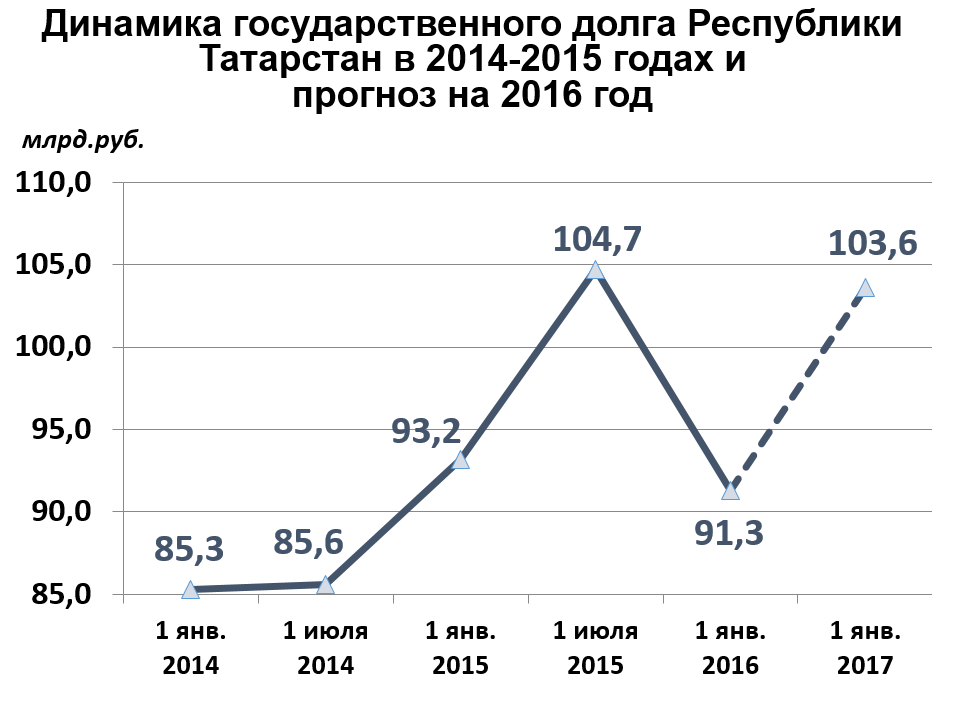 Динамика государственного долга Республики
Татарстан в 2014-2015 годах и
прогноз на 2016 год
млрд.руб.
110,0
105,0
100,0
95,0
90,0
85,0
85,3
85,6
93,2
104,7
91,3
103,6
1 янв.
2014
1 июля
2014
1 янв.
2015
1 июля
2015
1 янв.
2016
1 янв.
2017